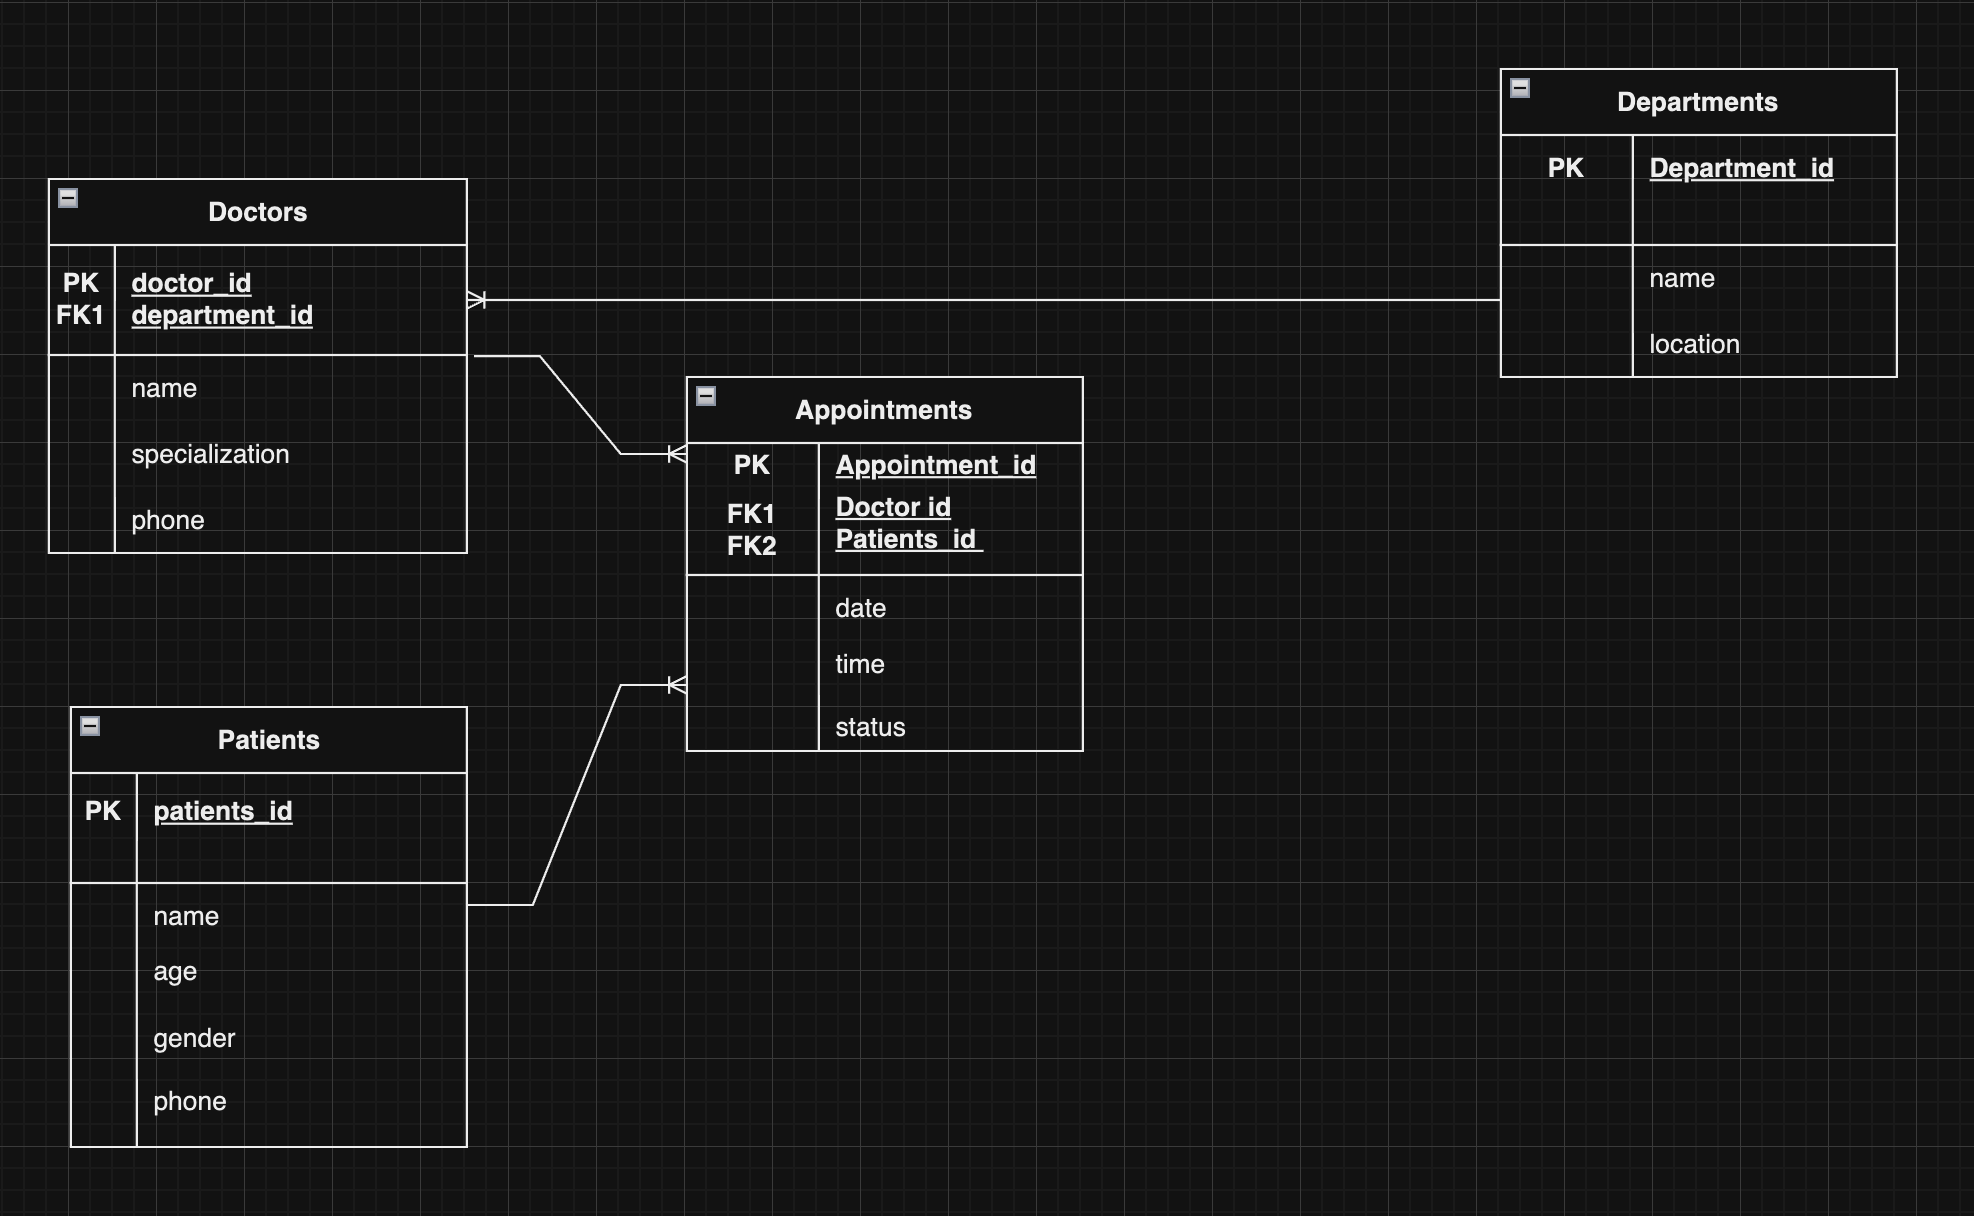 Departments
PK Department_id
name
location
Doctors
PK doctor_id
FK1 department_id
name
specialization
phone
Appointments
PK Appointment_id
FK1 Doctor id
FK2 Patients_id
date
time
status
Patients
PK patients_id
name
age
gender
phone